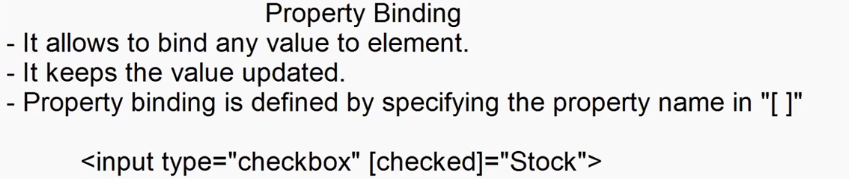 Property Binding
- It allows to bind any value to element.
- It keeps the value updated.
- Property binding is defined by specifying the property name in "[ ]"
<input type="checkbox" [checked]="Stock">